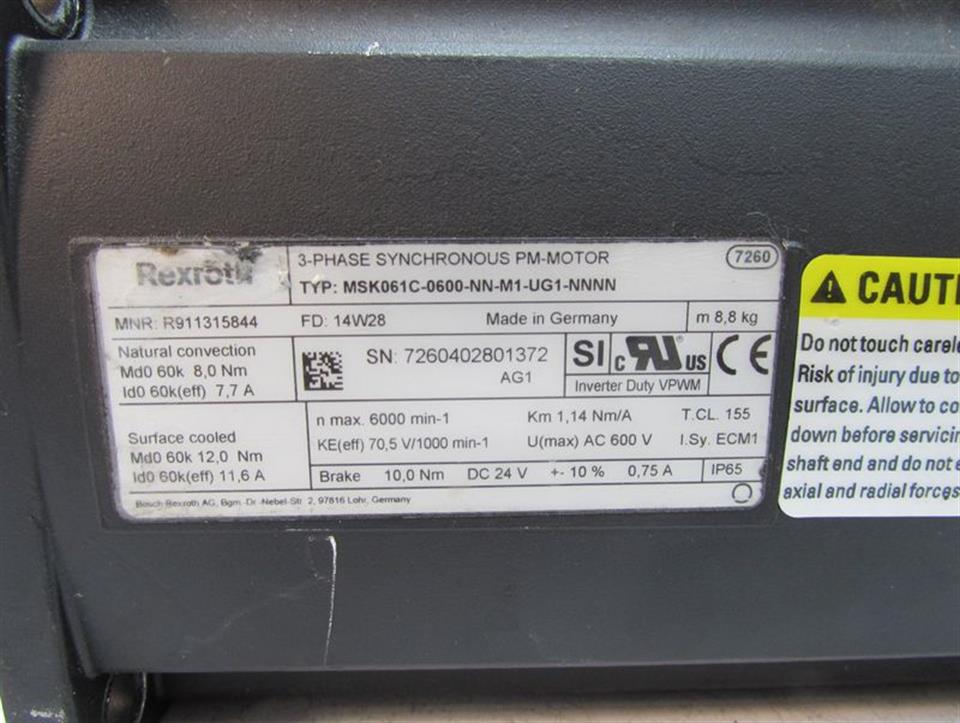 Rexroth
3-PHASE SYNCHRONOUS PM-MOTOR
7260
TYP: MSK061C-0600-NN-M1-UG1-NNNN
MNR: R911315844
FD: 14W28
Made in Germany
m 8,8 kg
Natural convection
Md0 60k 8,0 Nm
Id0 60k(eff) 7,7 A
SN: 7260402801372
AG1
SI
c RU US
CE
Inverter Duty VPWM
Surface cooled
Md0 60k 12,0 Nm
Id0 60k(eff) 11,6 A
n max. 6000 min-1
Km 1,14 Nm/A
T.CL. 155
KE(eff) 70,5 V/1000 min-1
U(max) AC 600 V
I.Sy. ECM1
Brake 10,0 Nm DC 24 V +- 10 % 0,75 A
IP65
Bosch Rexroth AG, Bgm.-Dr.-Nebel-Str. 2, 97816 Lohr, Germany
CAUTI
Do not touch carele
Risk of injury due to
surface. Allow to co
down before servicin
shaft end and do not e
axial and radial forces